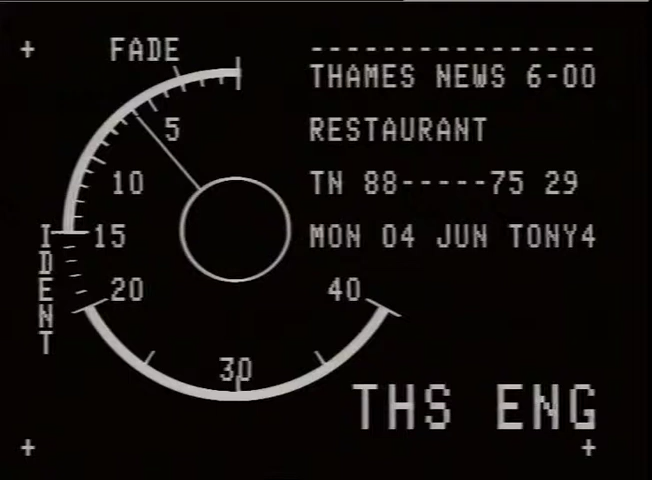 FADE
----------------
THAMES NEWS 6-00
5
RESTAURANT
10
TN 88-----75 29
IDENT
15
MON 04 JUN TONY4
20
40
30
THS ENG